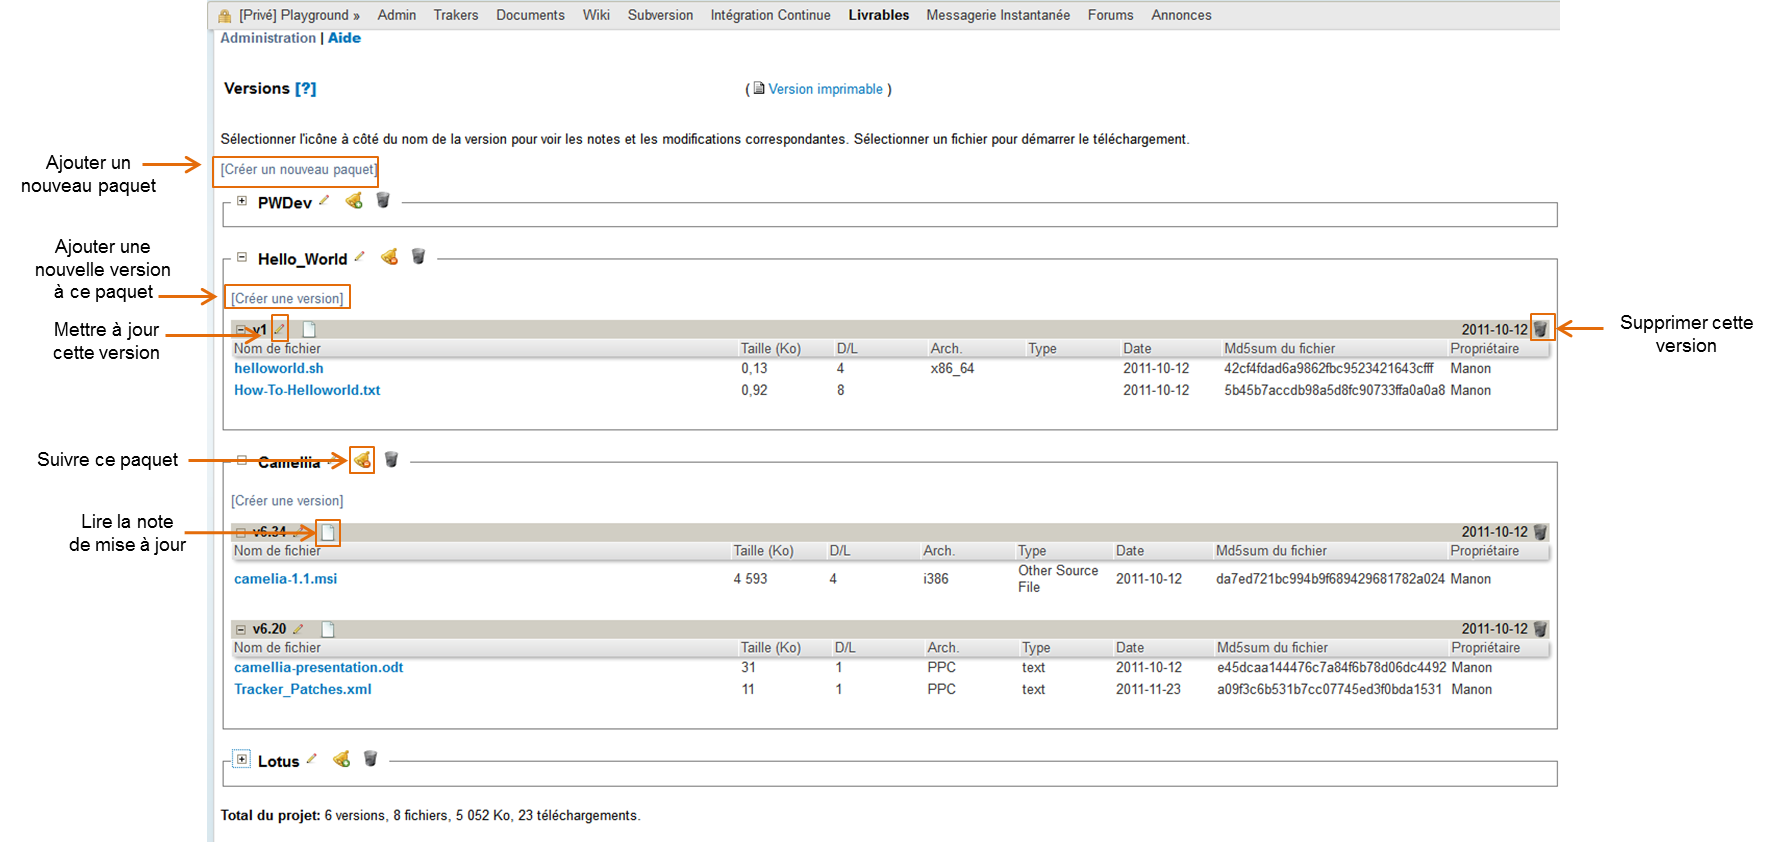 [Privé] Playground » Admin Trakers Documents Wiki Subversion Intégration Continue Livrables Messagerie Instantanée Forums Annonces
Administration | Aide
Versions [?]
( Version imprimable )
Sélectionner l'icône à côté du nom de la version pour voir les notes et les modifications correspondantes. Sélectionner un fichier pour démarrer le téléchargement.
Ajouter un
nouveau paquet
[Créer un nouveau paquet]
PWDev
Ajouter une
nouvelle version
à ce paquet
Hello_World
[Créer une version]
Mettre à jour
cette version
v1 2011-10-12
Supprimer cette
version
Nom de fichier Taille (Ko) D/L Arch. Type Date Md5sum du fichier Propriétaire
helloworld.sh 0,13 4 x86_64 2011-10-12 42cf4fdad6a9862fbc9523421643cfff Manon
How-To-Helloworld.txt 0,92 8 2011-10-12 5b45b7accdb98a5d8fc90733ffa0a0a8 Manon
Suivre ce paquet
Camellia
[Créer une version]
Lire la note
de mise à jour
v6.34 2011-10-12
Nom de fichier Taille (Ko) D/L Arch. Type Date Md5sum du fichier Propriétaire
camelia-1.1.msi 4 593 4 i386 Other Source File 2011-10-12 da7ed721bc994b9f689429681782a024 Manon
v6.20 2011-10-12
Nom de fichier Taille (Ko) D/L Arch. Type Date Md5sum du fichier Propriétaire
camellia-presentation.odt 31 1 PPC text 2011-10-12 e45dcaa144476c7a84f6b78d06dc4492 Manon
Tracker_Patches.xml 11 1 PPC text 2011-11-23 a09f3c6b531b7cc07745ed3f0bda1531 Manon
Lotus
Total du projet: 6 versions, 8 fichiers, 5 052 Ko, 23 téléchargements.